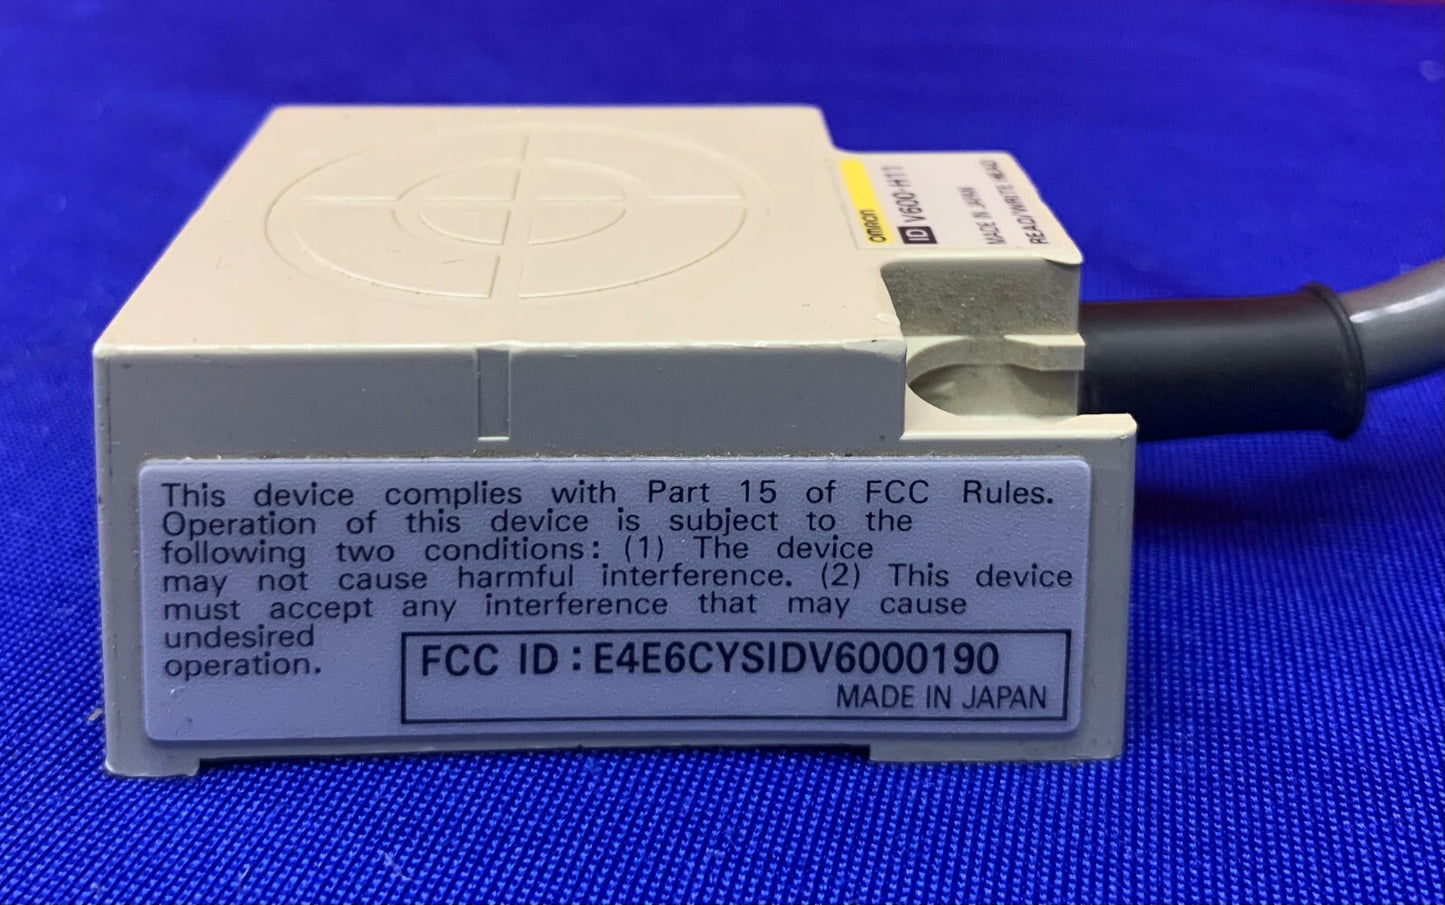 OMRON
ID V600-H11
MADE IN JAPAN
READ/WRITE HEAD
This device complies with Part 15 of FCC Rules.
Operation of this device is subject to the
following two conditions: (1) The device
may not cause harmful interference. (2) This device
must accept any interference that may cause
undesired
operation.
FCC ID : E4E6CYSIDV6000190
MADE IN JAPAN